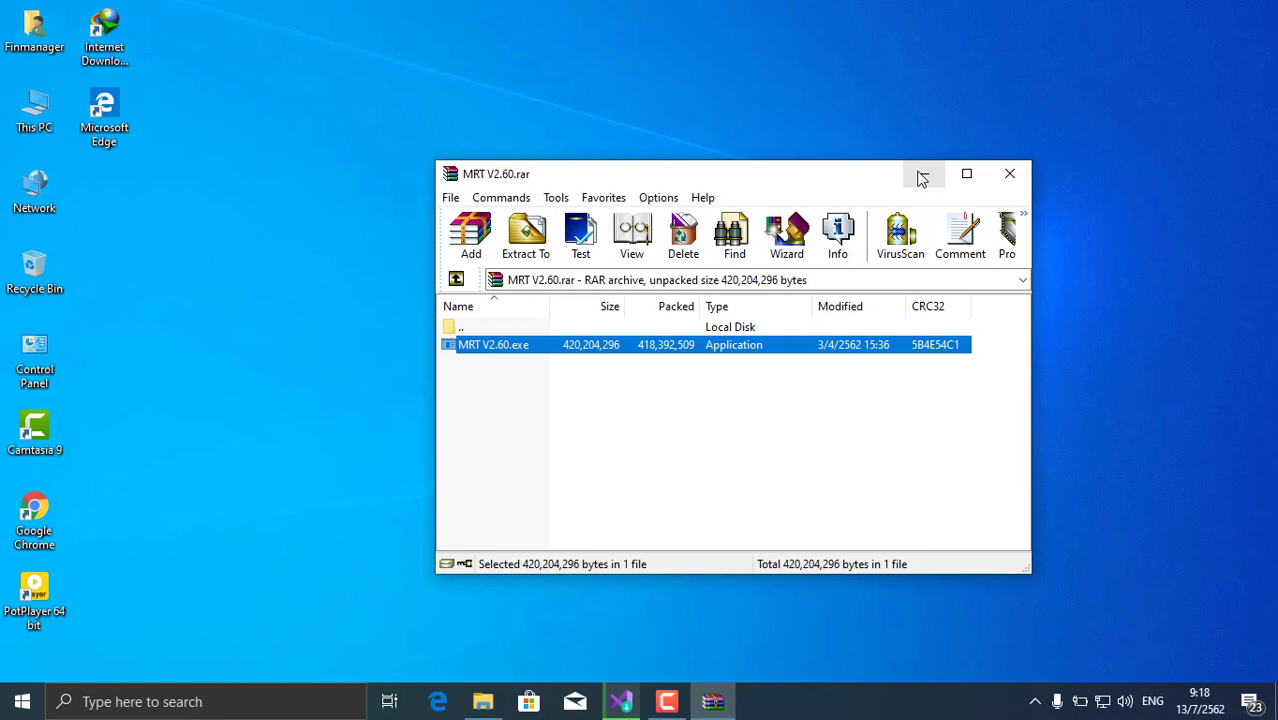 Finmanager
Internet
Downlo...
This PC
Microsoft
Edge
Network
Recycle Bin
Control
Panel
Camtasia 9
Google
Chrome
PotPlayer 64
bit
MRT V2.60.rar
File Commands Tools Favorites Options Help
Add Extract To Test View Delete Find Wizard Info VirusScan Comment Pro
MRT V2.60.rar - RAR archive, unpacked size 420,204,296 bytes
Name Size Packed Type Modified CRC32
.. Local Disk
MRT V2.60.exe 420,204,296 418,392,509 Application 3/4/2562 15:36 5B4E54C1
Selected 420,204,296 bytes in 1 file Total 420,204,296 bytes in 1 file
Type here to search
ENG
9:18
13/7/2562
23